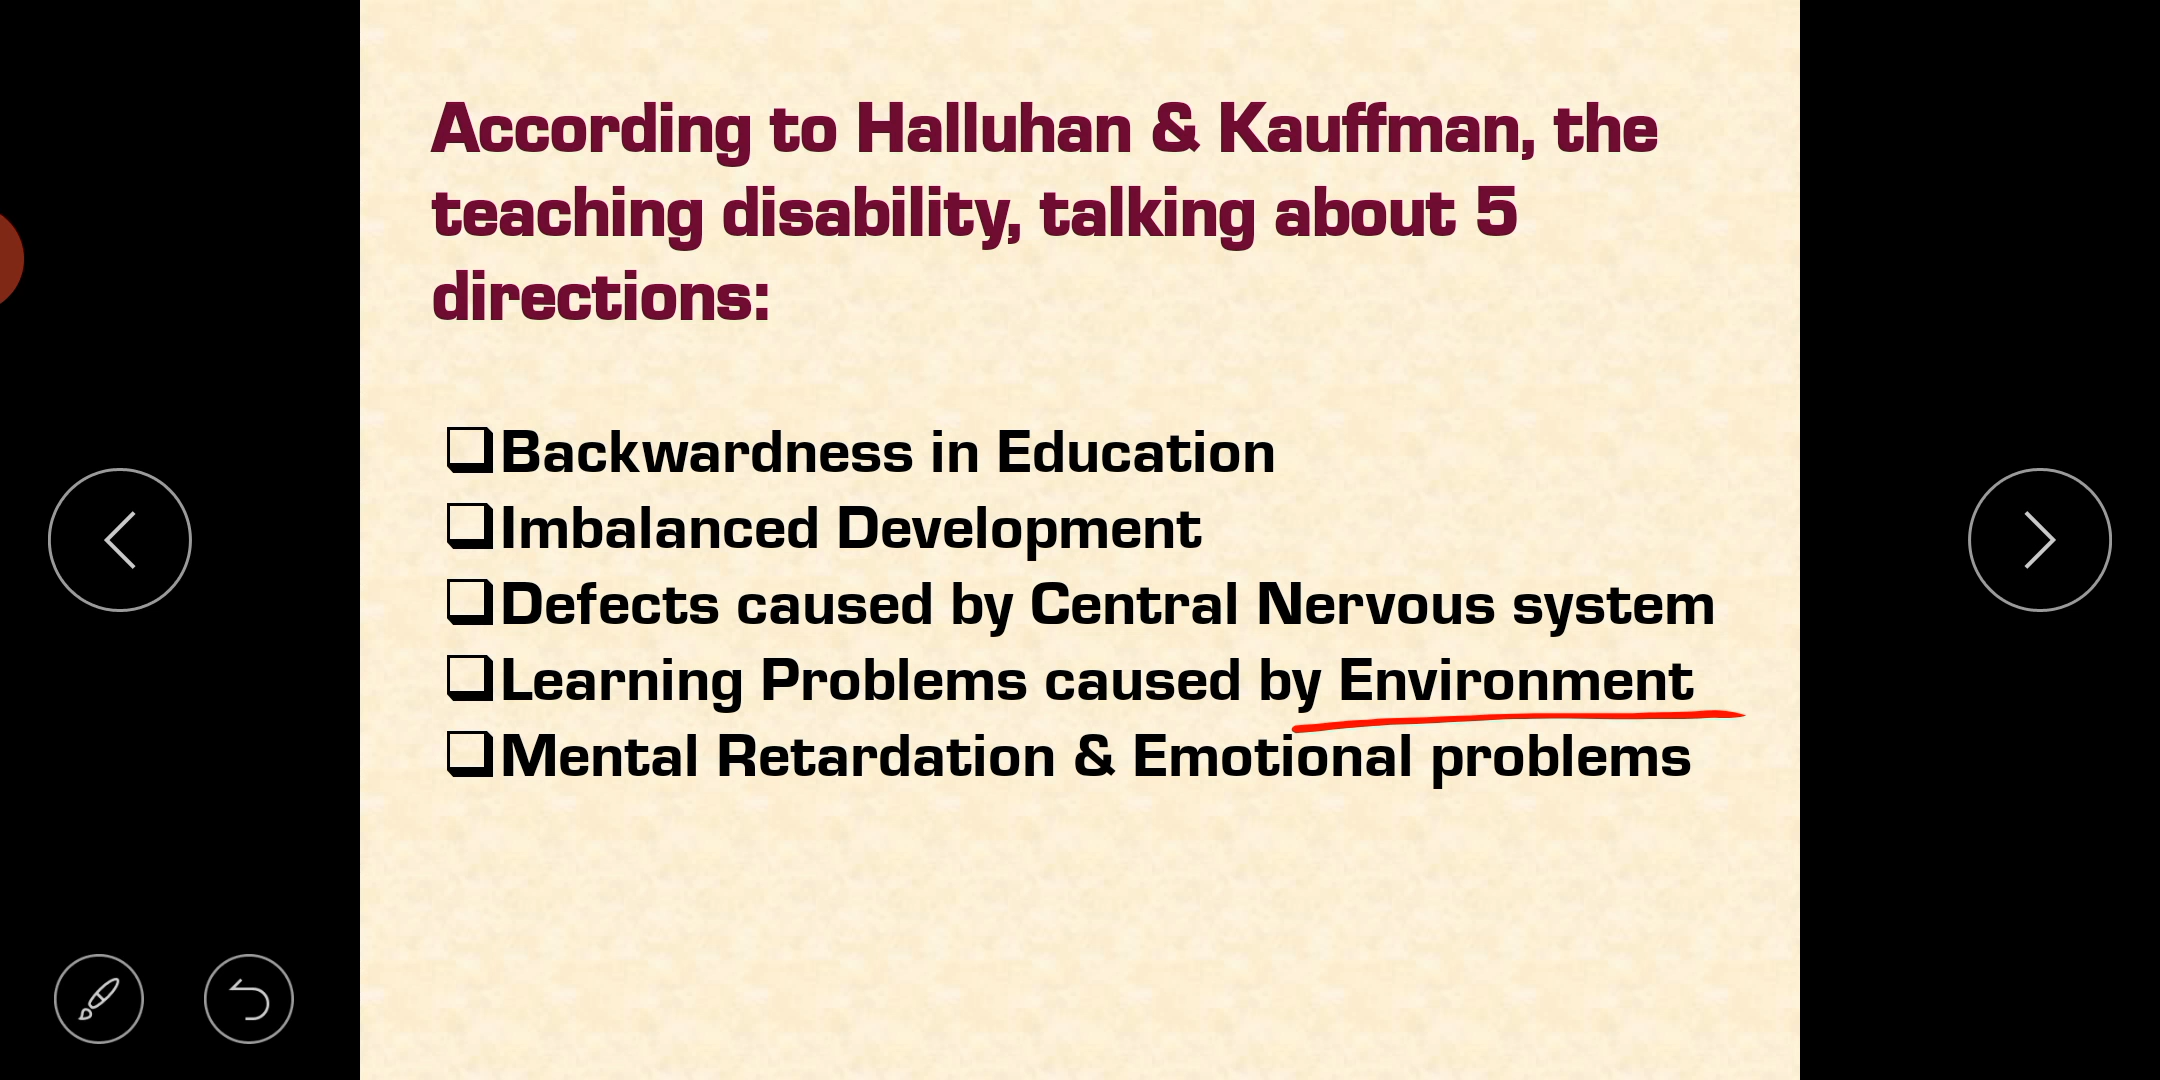 According to Halluhan & Kauffman, the
teaching disability, talking about 5
directions:
❑Backwardness in Education
❑Imbalanced Development
❑Defects caused by Central Nervous system
❑Learning Problems caused by Environment
❑Mental Retardation & Emotional problems